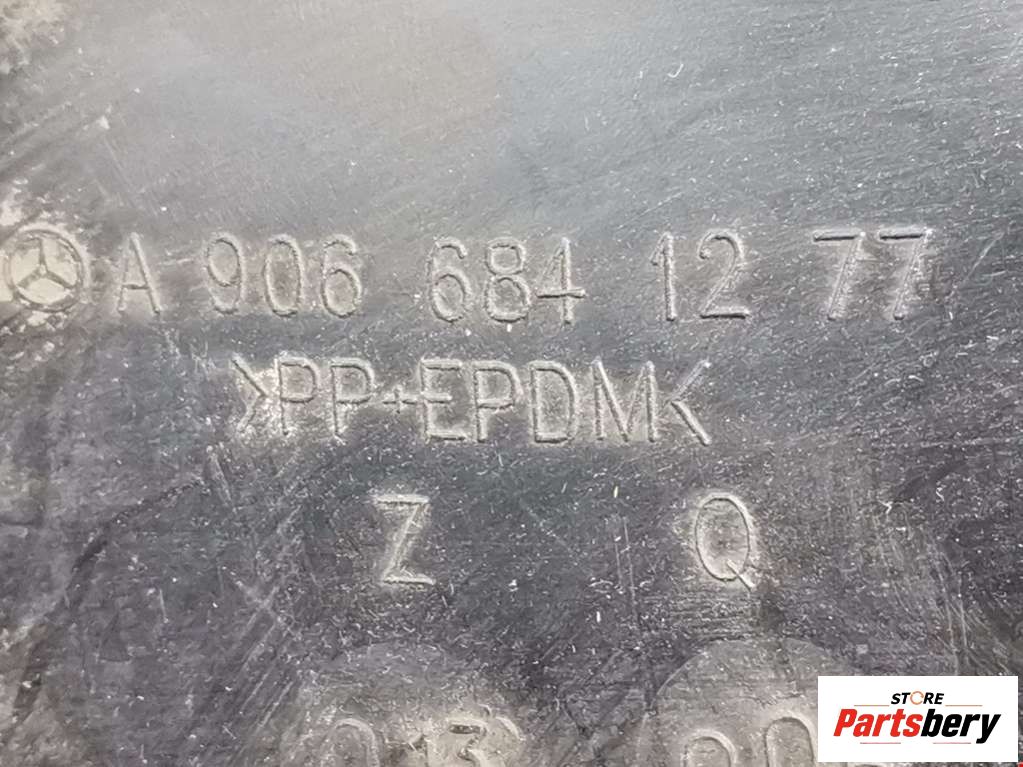 A 906 684 12 77
>PP+EPDM<
Z Q
STORE
Partsbery